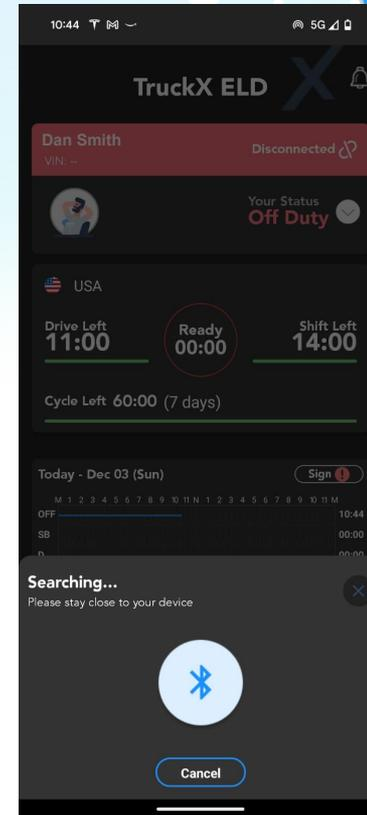 10:44 5G
TruckX ELD
Dan Smith
VIN: --
Disconnected
Your Status
Off Duty
USA
Drive Left
11:00
Ready
00:00
Shift Left
14:00
Cycle Left 60:00 (7 days)
Today - Dec 03 (Sun)
Sign
M 1 2 3 4 5 6 7 8 9 10 11 N 1 2 3 4 5 6 7 8 9 10 11 M
OFF 10:44
SB 00:00
D 00:00
Searching...
Please stay close to your device
Cancel